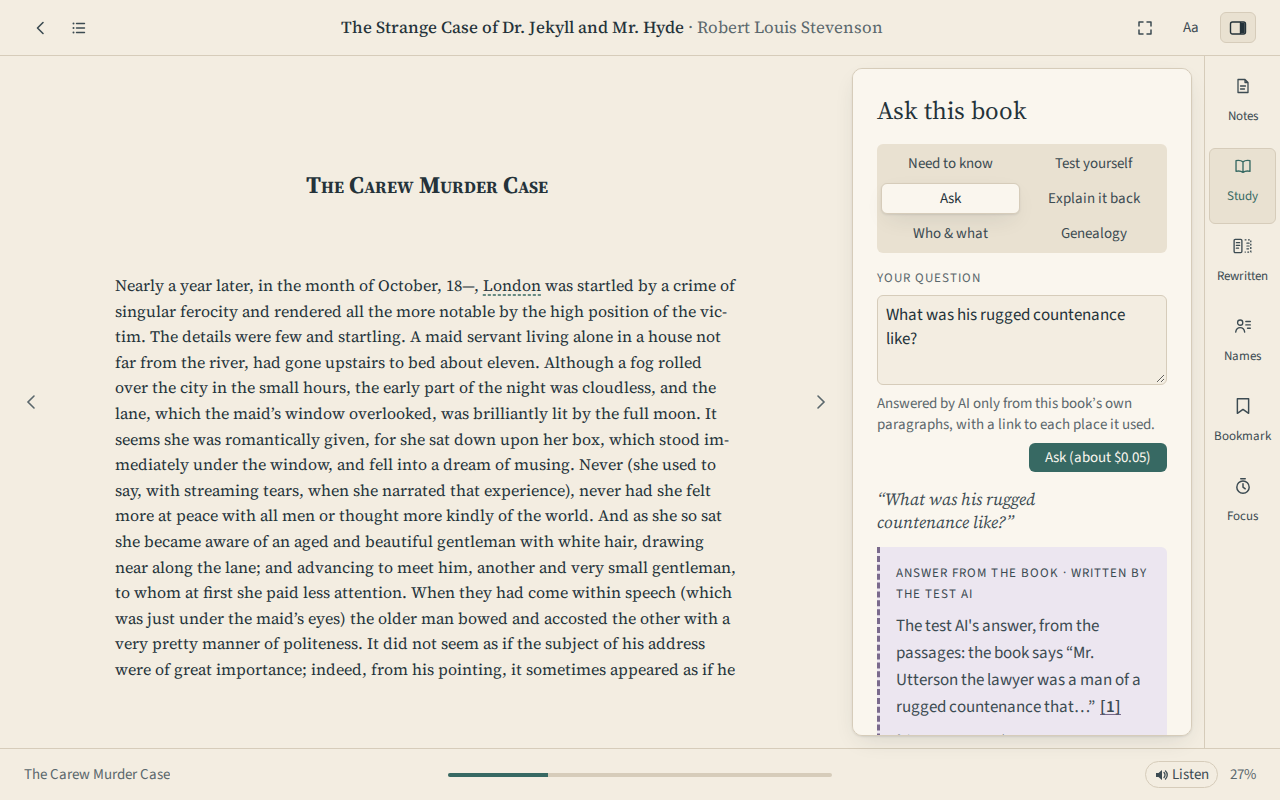 The Strange Case of Dr. Jekyll and Mr. Hyde · Robert Louis Stevenson
Aa
The Carew Murder Case
Nearly a year later, in the month of October, 18—, London was startled by a crime of
singular ferocity and rendered all the more notable by the high position of the vic-
tim. The details were few and startling. A maid servant living alone in a house not
far from the river, had gone upstairs to bed about eleven. Although a fog rolled
over the city in the small hours, the early part of the night was cloudless, and the
lane, which the maid’s window overlooked, was brilliantly lit by the full moon. It
seems she was romantically given, for she sat down upon her box, which stood im-
mediately under the window, and fell into a dream of musing. Never (she used to
say, with streaming tears, when she narrated that experience), never had she felt
more at peace with all men or thought more kindly of the world. And as she so sat
she became aware of an aged and beautiful gentleman with white hair, drawing
near along the lane; and advancing to meet him, another and very small gentleman,
to whom at first she paid less attention. When they had come within speech (which
was just under the maid’s eyes) the older man bowed and accosted the other with a
very pretty manner of politeness. It did not seem as if the subject of his address
were of great importance; indeed, from his pointing, it sometimes appeared as if he
Ask this book
Need to know
Test yourself
Ask
Explain it back
Who & what
Genealogy
YOUR QUESTION
What was his rugged countenance
like?
Answered by AI only from this book’s own
paragraphs, with a link to each place it used.
Ask (about $0.05)
“What was his rugged
countenance like?”
ANSWER FROM THE BOOK · WRITTEN BY
THE TEST AI
The test AI's answer, from the
passages: the book says “Mr.
Utterson the lawyer was a man of a
rugged countenance that…” [1]
Notes
Study
Rewritten
Names
Bookmark
Focus
The Carew Murder Case
Listen
27%